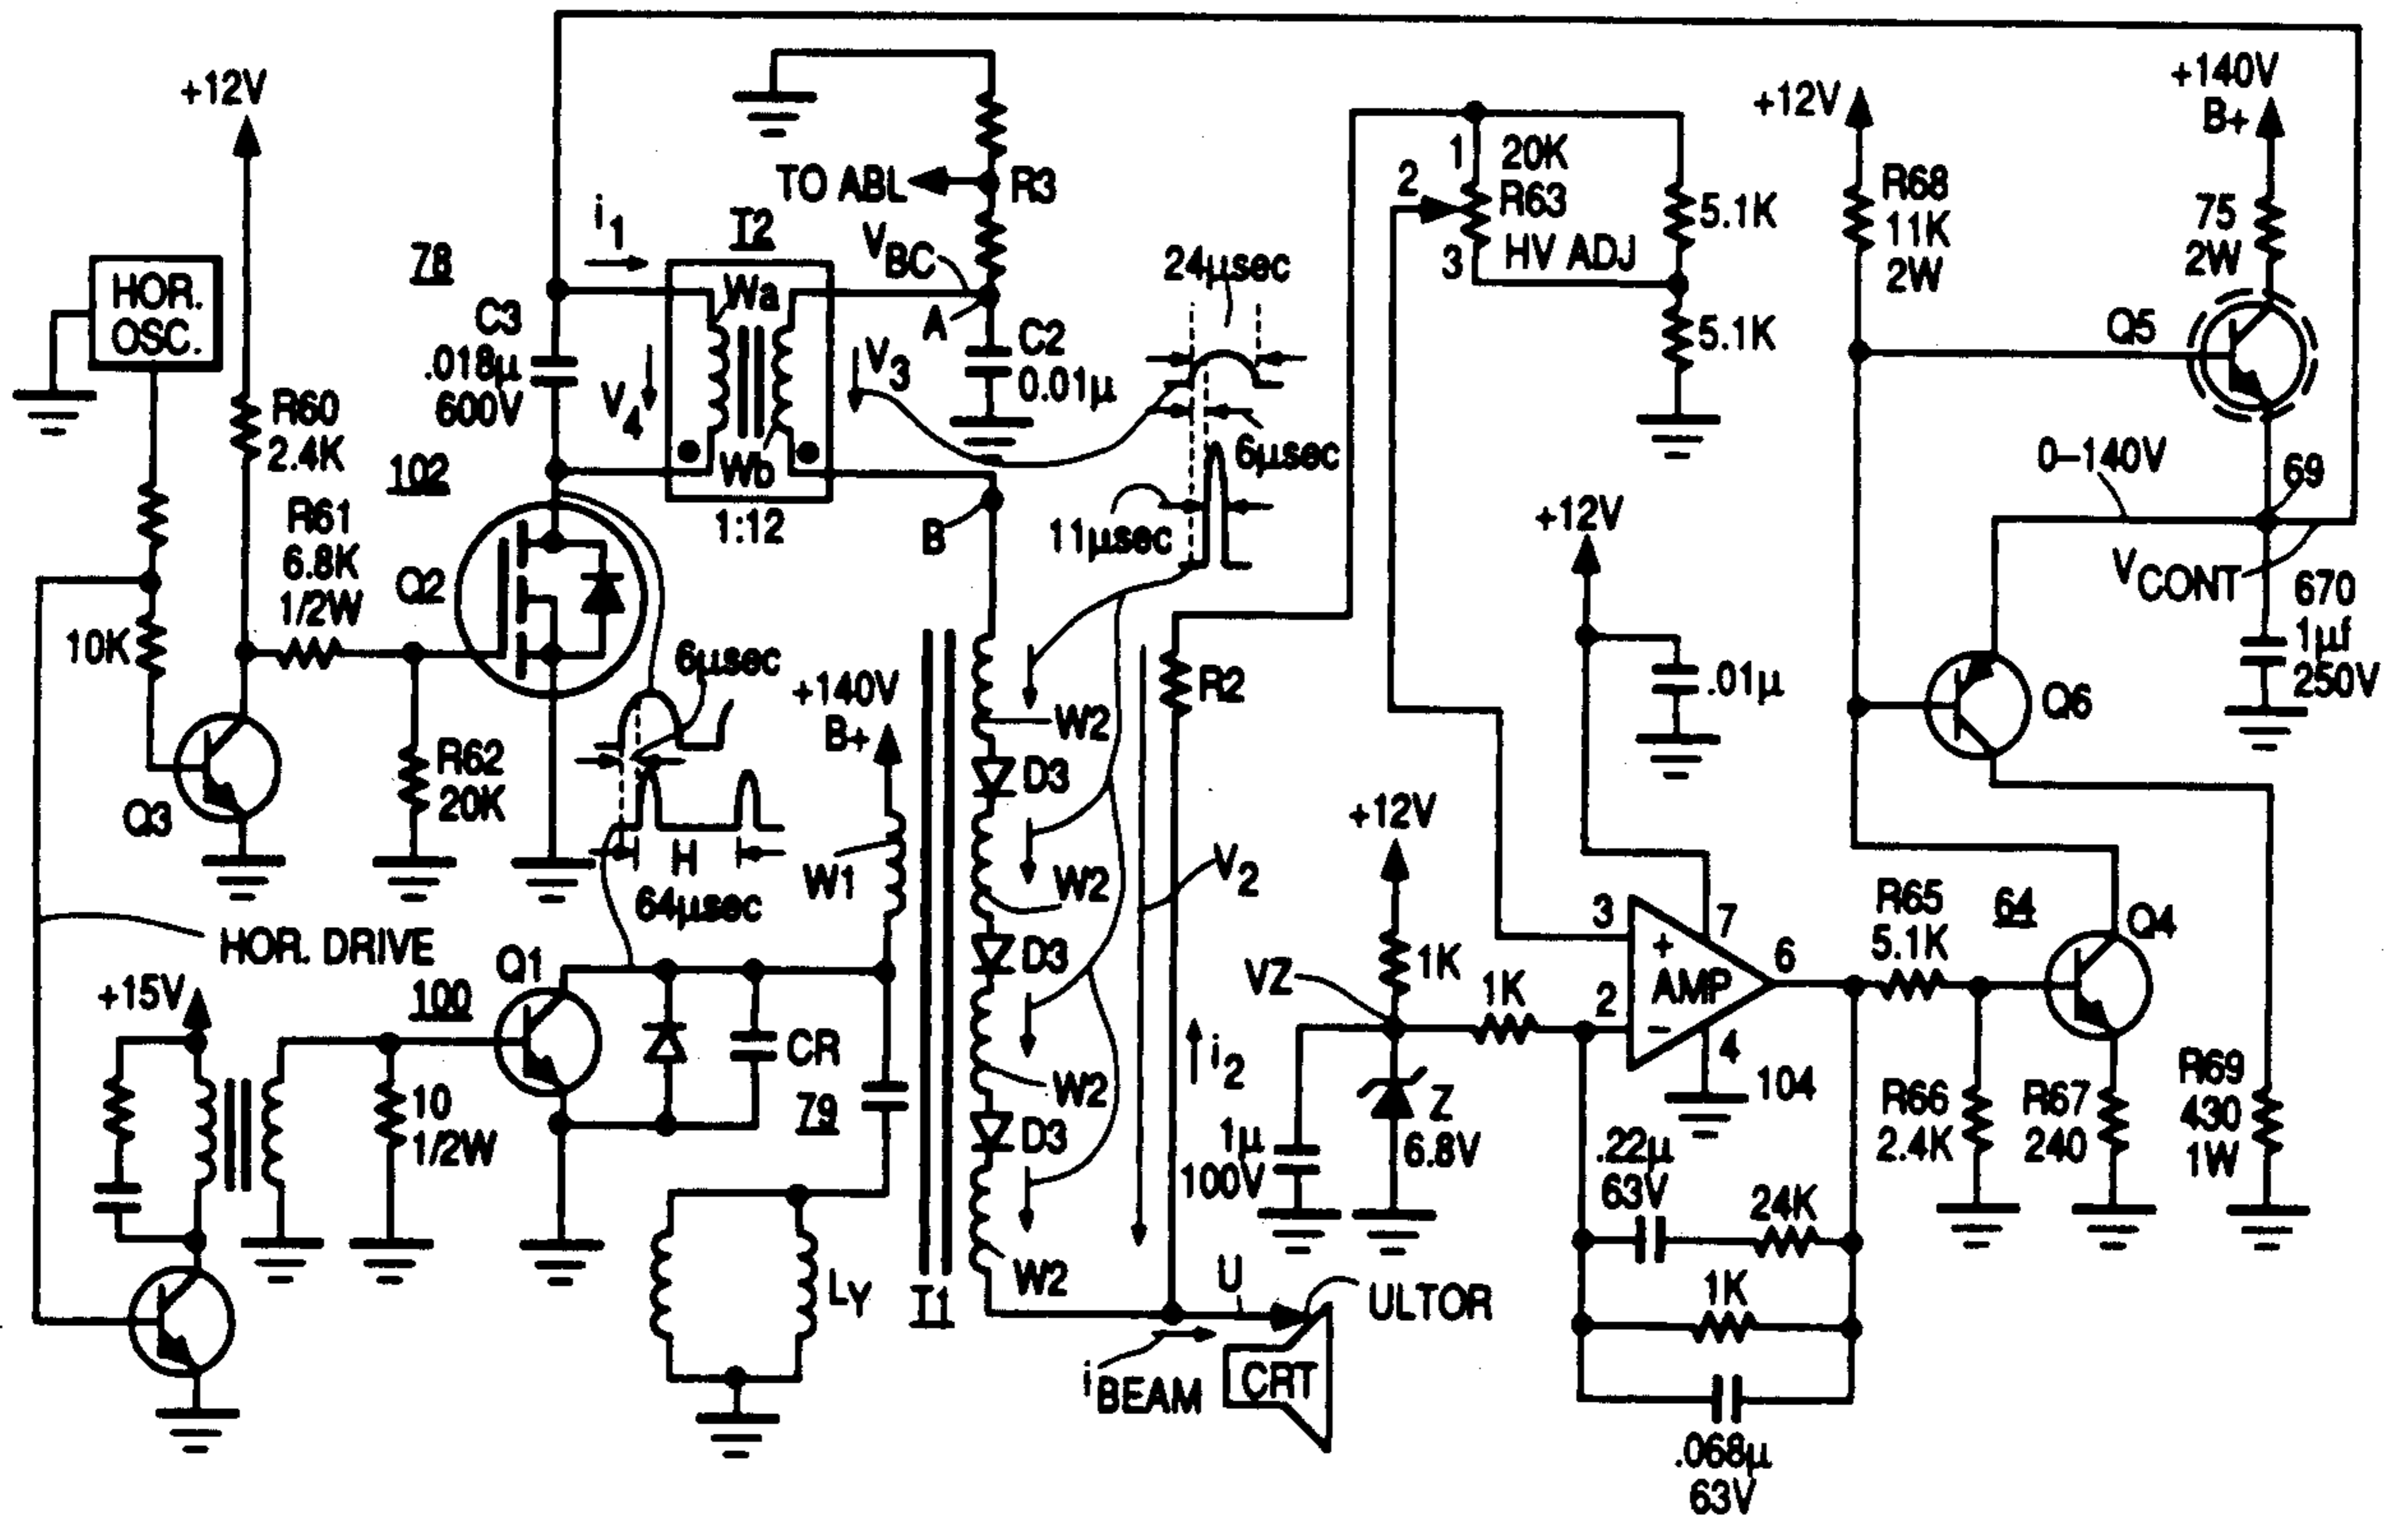 +12V
HOR.
OSC.
R60
2.4K
10K
Q3
R61
6.8K
1/2W
R62
20K
78
C3
.018µ
600V
102
Q2
i1
V4
T2
Wa
Wb
1:12
TO ABL
R3
VBC
A
C2
0.01µ
V3
B
24µsec
6µsec
11µsec
6µsec
H
64µsec
+140V
B+
W1
HOR. DRIVE
+15V
100
Q1
10
1/2W
CR
79
LY
T1
W2
D3
W2
D3
W2
D3
W2
V2
R2
i2
U
iBEAM
ULTOR
CRT
1
2
3
20K
R63
HV ADJ
5.1K
5.1K
+12V
.01µ
+12V
1K
VZ
1K
1µ
100V
Z
6.8V
3
2
+
AMP
-
7
6
4
104
.22µ
63V
24K
1K
.068µ
63V
R65
5.1K
64
Q4
R66
2.4K
R67
240
R69
430
1W
+12V
R68
11K
2W
+140V
B+
75
2W
Q5
0-140V
69
VCONT
670
1µf
250V
Q6